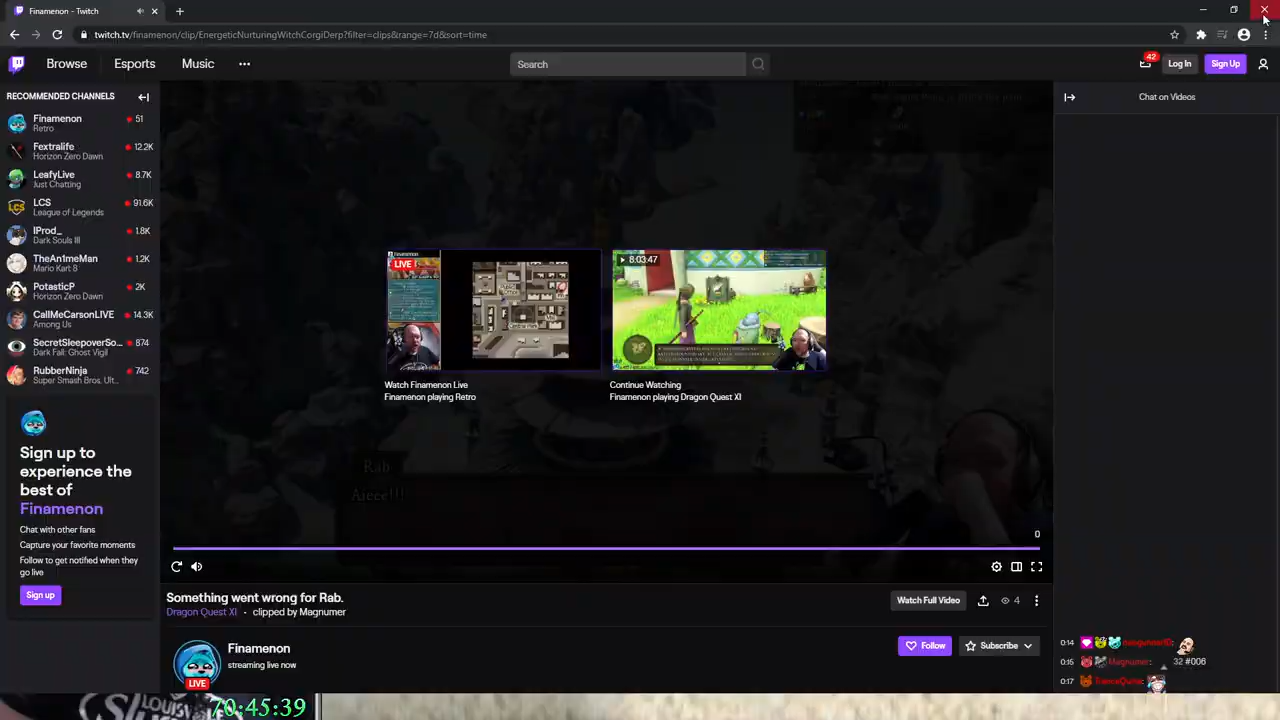 Finamenon - Twitch
twitch.tv/finamenon/clip/EnergeticNurturingWitchCorgiDerp?filter=clips&range=7d&sort=time
Browse
Esports
Music
Search
42
Log In
Sign Up
RECOMMENDED CHANNELS
Finamenon
Retro
51
Fextralife
Horizon Zero Dawn
12.2K
LeafyLive
Just Chatting
8.7K
LCS
League of Legends
91.6K
IProd_
Dark Souls III
1.8K
TheAn1meMan
Mario Kart 8
1.2K
PotasticP
Horizon Zero Dawn
2K
CallMeCarsonLIVE
Among Us
14.3K
SecretSleepoverSo...
Dark Fall: Ghost Vigil
874
RubberNinja
Super Smash Bros. Ult...
742
Sign up to
experience the
best of
Finamenon
Chat with other fans
Capture your favorite moments
Follow to get notified when they
go live
Sign up
LIVE
8:03:47
Watch Finamenon Live
Finamenon playing Retro
Continue Watching
Finamenon playing Dragon Quest XI
Rab
Aieee!!!
0
Something went wrong for Rab.
Dragon Quest XI · clipped by Magnumer
Watch Full Video
4
Finamenon
streaming live now
LIVE
Follow
Subscribe
Chat on Videos
0:14
0:16 Magnumer: 32 #006
0:17
LOUIS
70:45:39